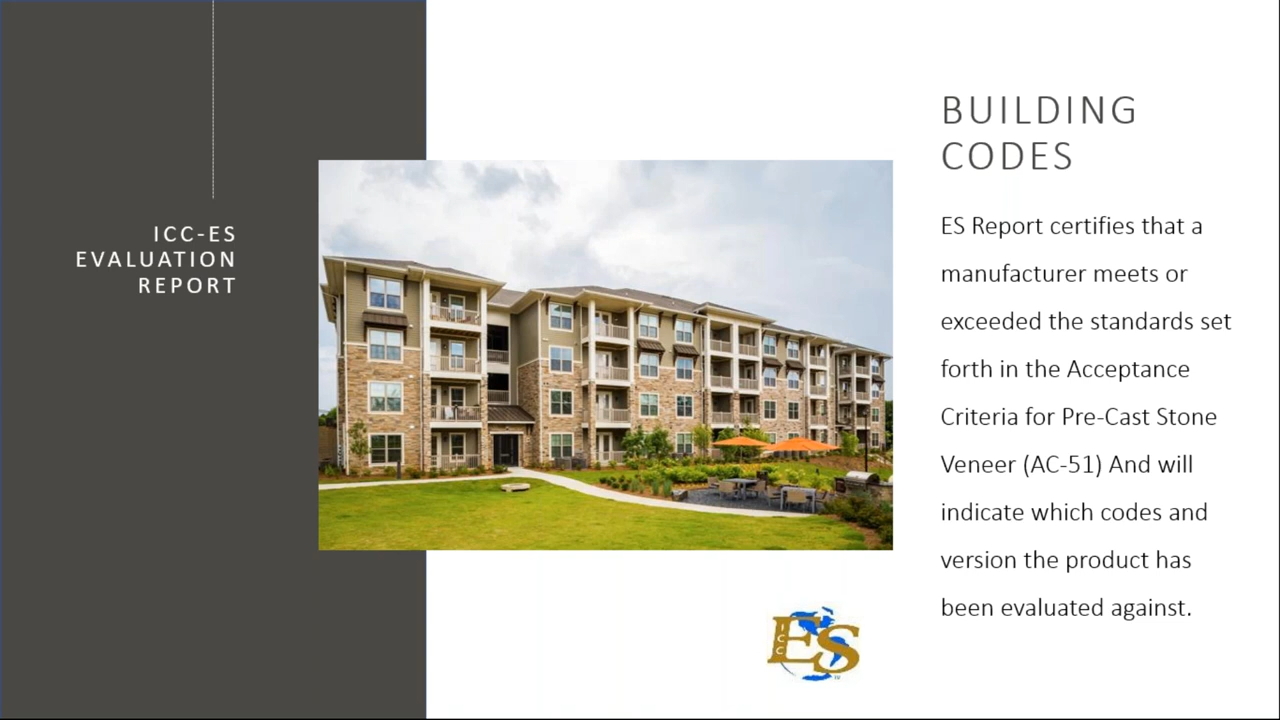 ICC-ES
EVALUATION
REPORT
BUILDING
CODES
ES Report certifies that a
manufacturer meets or
exceeded the standards set
forth in the Acceptance
Criteria for Pre-Cast Stone
Veneer (AC-51) And will
indicate which codes and
version the product has
been evaluated against.
ICC
ES